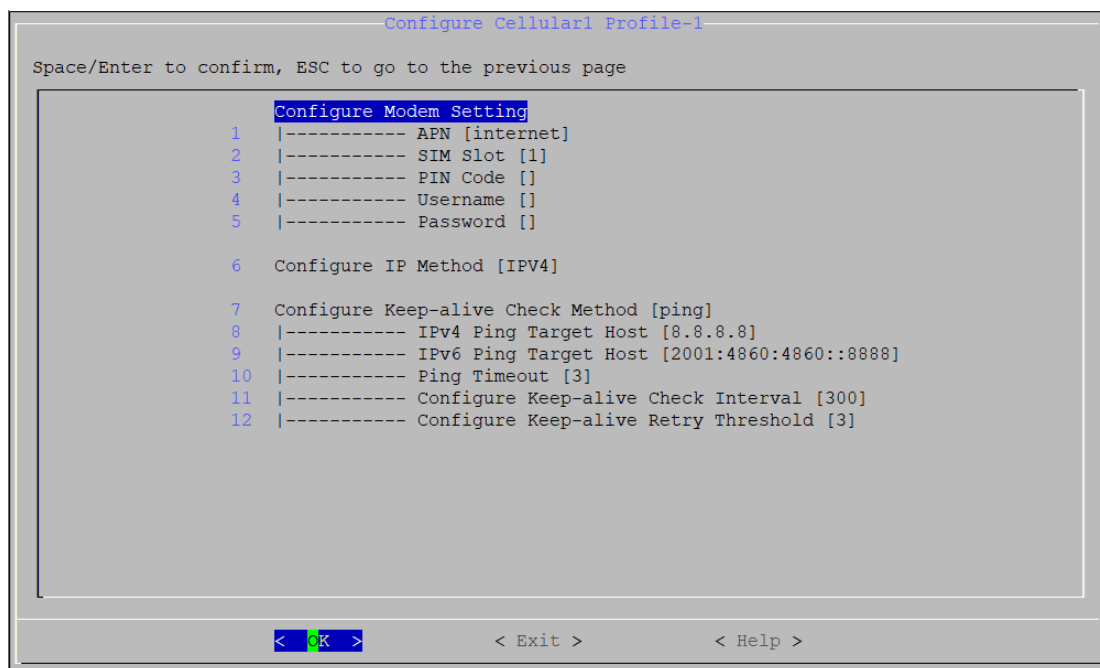 Configure Cellular1 Profile-1
Space/Enter to confirm, ESC to go to the previous page
Configure Modem Setting
1 |----------- APN [internet]
2 |----------- SIM Slot [1]
3 |----------- PIN Code []
4 |----------- Username []
5 |----------- Password []
6 Configure IP Method [IPV4]
7 Configure Keep-alive Check Method [ping]
8 |----------- IPv4 Ping Target Host [8.8.8.8]
9 |----------- IPv6 Ping Target Host [2001:4860:4860::8888]
10 |----------- Ping Timeout [3]
11 |----------- Configure Keep-alive Check Interval [300]
12 |----------- Configure Keep-alive Retry Threshold [3]
< OK > < Exit > < Help >